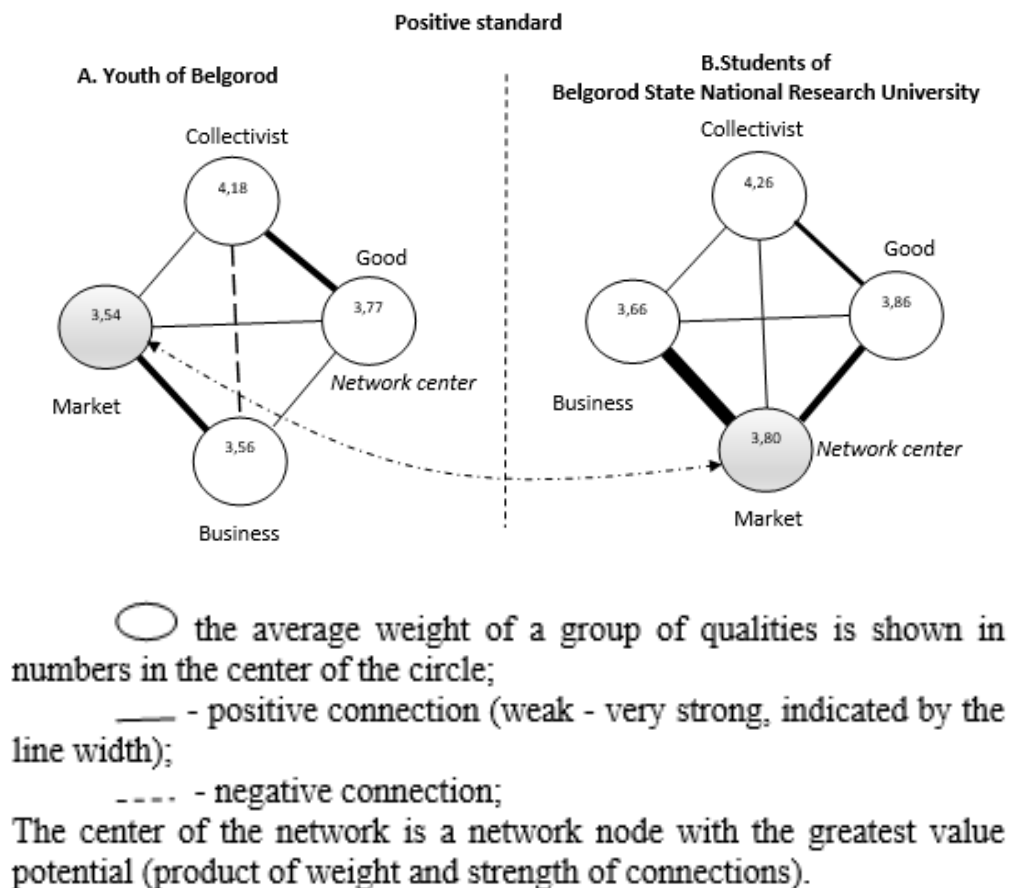 Positive standard
A. Youth of Belgorod
B.Students of
Belgorod State National Research University
Collectivist
4,18
Good
3,77
3,54
Network center
Market
3,56
Business
Collectivist
4,26
Good
3,86
3,66
Business
3,80
Network center
Market
the average weight of a group of qualities is shown in
numbers in the center of the circle;
- positive connection (weak - very strong, indicated by the
line width);
- negative connection;
The center of the network is a network node with the greatest value
potential (product of weight and strength of connections).